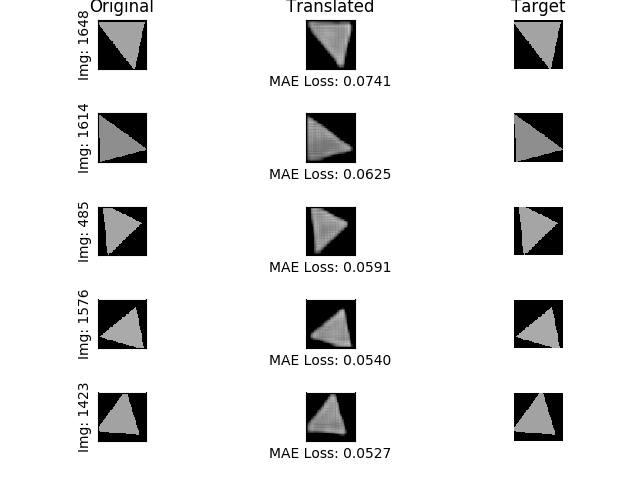 Original Translated Target
Img: 1648
MAE Loss: 0.0741
Img: 1614
MAE Loss: 0.0625
Img: 485
MAE Loss: 0.0591
Img: 1576
MAE Loss: 0.0540
Img: 1423
MAE Loss: 0.0527